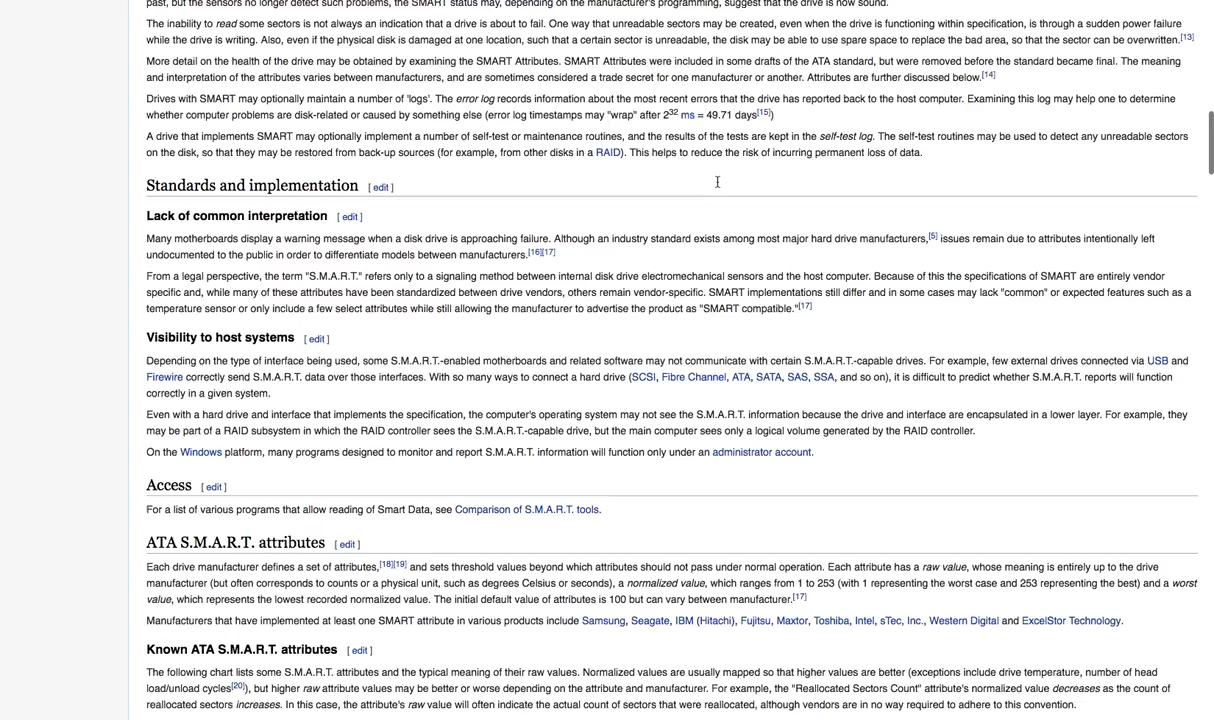 past, but the sensors no longer detect such problems, the SMART status may, depending on the manufacturer's programming, suggest that the drive is now sound.
The inability to read some sectors is not always an indication that a drive is about to fail. One way that unreadable sectors may be created, even when the drive is functioning within specification, is through a sudden power failure
while the drive is writing. Also, even if the physical disk is damaged at one location, such that a certain sector is unreadable, the disk may be able to use spare space to replace the bad area, so that the sector can be overwritten.[13]
More detail on the health of the drive may be obtained by examining the SMART Attributes. SMART Attributes were included in some drafts of the ATA standard, but were removed before the standard became final. The meaning
and interpretation of the attributes varies between manufacturers, and are sometimes considered a trade secret for one manufacturer or another. Attributes are further discussed below.[14]
Drives with SMART may optionally maintain a number of 'logs'. The error log records information about the most recent errors that the drive has reported back to the host computer. Examining this log may help one to determine
whether computer problems are disk-related or caused by something else (error log timestamps may "wrap" after 2³² ms = 49.71 days[15])
A drive that implements SMART may optionally implement a number of self-test or maintenance routines, and the results of the tests are kept in the self-test log. The self-test routines may be used to detect any unreadable sectors
on the disk, so that they may be restored from back-up sources (for example, from other disks in a RAID). This helps to reduce the risk of incurring permanent loss of data.
Standards and implementation [ edit ]
Lack of common interpretation [ edit ]
Many motherboards display a warning message when a disk drive is approaching failure. Although an industry standard exists among most major hard drive manufacturers,[5] issues remain due to attributes intentionally left
undocumented to the public in order to differentiate models between manufacturers.[16][17]
From a legal perspective, the term "S.M.A.R.T." refers only to a signaling method between internal disk drive electromechanical sensors and the host computer. Because of this the specifications of SMART are entirely vendor
specific and, while many of these attributes have been standardized between drive vendors, others remain vendor-specific. SMART implementations still differ and in some cases may lack "common" or expected features such as a
temperature sensor or only include a few select attributes while still allowing the manufacturer to advertise the product as "SMART compatible."[17]
Visibility to host systems [ edit ]
Depending on the type of interface being used, some S.M.A.R.T.-enabled motherboards and related software may not communicate with certain S.M.A.R.T.-capable drives. For example, few external drives connected via USB and
Firewire correctly send S.M.A.R.T. data over those interfaces. With so many ways to connect a hard drive (SCSI, Fibre Channel, ATA, SATA, SAS, SSA, and so on), it is difficult to predict whether S.M.A.R.T. reports will function
correctly in a given system.
Even with a hard drive and interface that implements the specification, the computer's operating system may not see the S.M.A.R.T. information because the drive and interface are encapsulated in a lower layer. For example, they
may be part of a RAID subsystem in which the RAID controller sees the S.M.A.R.T.-capable drive, but the main computer sees only a logical volume generated by the RAID controller.
On the Windows platform, many programs designed to monitor and report S.M.A.R.T. information will function only under an administrator account.
Access [ edit ]
For a list of various programs that allow reading of Smart Data, see Comparison of S.M.A.R.T. tools.
ATA S.M.A.R.T. attributes [ edit ]
Each drive manufacturer defines a set of attributes,[18][19] and sets threshold values beyond which attributes should not pass under normal operation. Each attribute has a raw value, whose meaning is entirely up to the drive
manufacturer (but often corresponds to counts or a physical unit, such as degrees Celsius or seconds), a normalized value, which ranges from 1 to 253 (with 1 representing the worst case and 253 representing the best) and a worst
value, which represents the lowest recorded normalized value. The initial default value of attributes is 100 but can vary between manufacturer.[17]
Manufacturers that have implemented at least one SMART attribute in various products include Samsung, Seagate, IBM (Hitachi), Fujitsu, Maxtor, Toshiba, Intel, sTec, Inc., Western Digital and ExcelStor Technology.
Known ATA S.M.A.R.T. attributes [ edit ]
The following chart lists some S.M.A.R.T. attributes and the typical meaning of their raw values. Normalized values are usually mapped so that higher values are better (exceptions include drive temperature, number of head
load/unload cycles[20]), but higher raw attribute values may be better or worse depending on the attribute and manufacturer. For example, the "Reallocated Sectors Count" attribute's normalized value decreases as the count of
reallocated sectors increases. In this case, the attribute's raw value will often indicate the actual count of sectors that were reallocated, although vendors are in no way required to adhere to this convention.